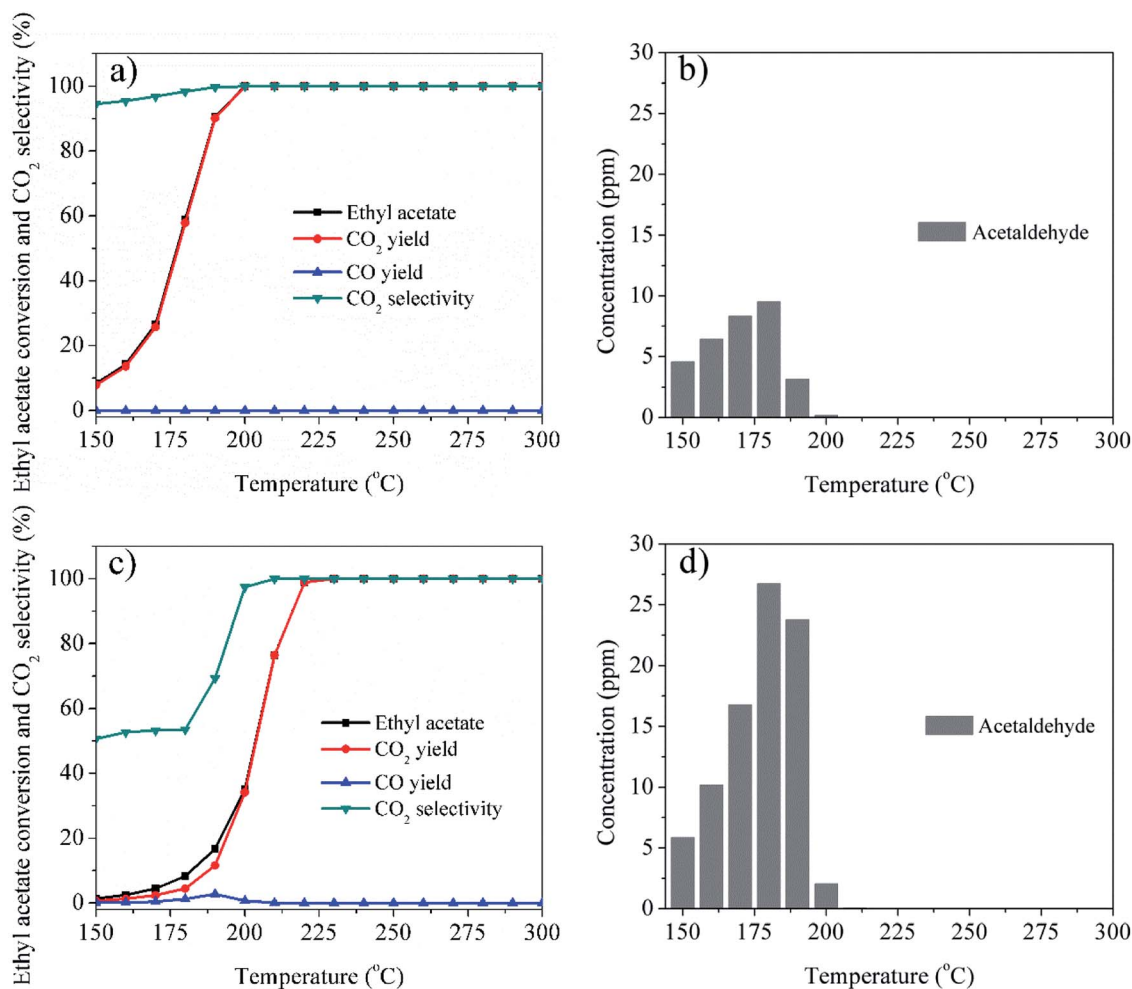 a)
Ethyl acetate conversion and CO₂ selectivity (%)
100
80
60
40
20
0
Ethyl acetate
CO₂ yield
CO yield
CO₂ selectivity
150 175 200 225 250 275 300
Temperature (°C)
b)
Concentration (ppm)
30
25
20
15
10
5
0
Acetaldehyde
150 175 200 225 250 275 300
Temperature (°C)
c)
Ethyl acetate conversion and CO₂ selectivity (%)
100
80
60
40
20
0
Ethyl acetate
CO₂ yield
CO yield
CO₂ selectivity
150 175 200 225 250 275 300
Temperature (°C)
d)
Concentration (ppm)
30
25
20
15
10
5
0
Acetaldehyde
150 175 200 225 250 275 300
Temperature (°C)